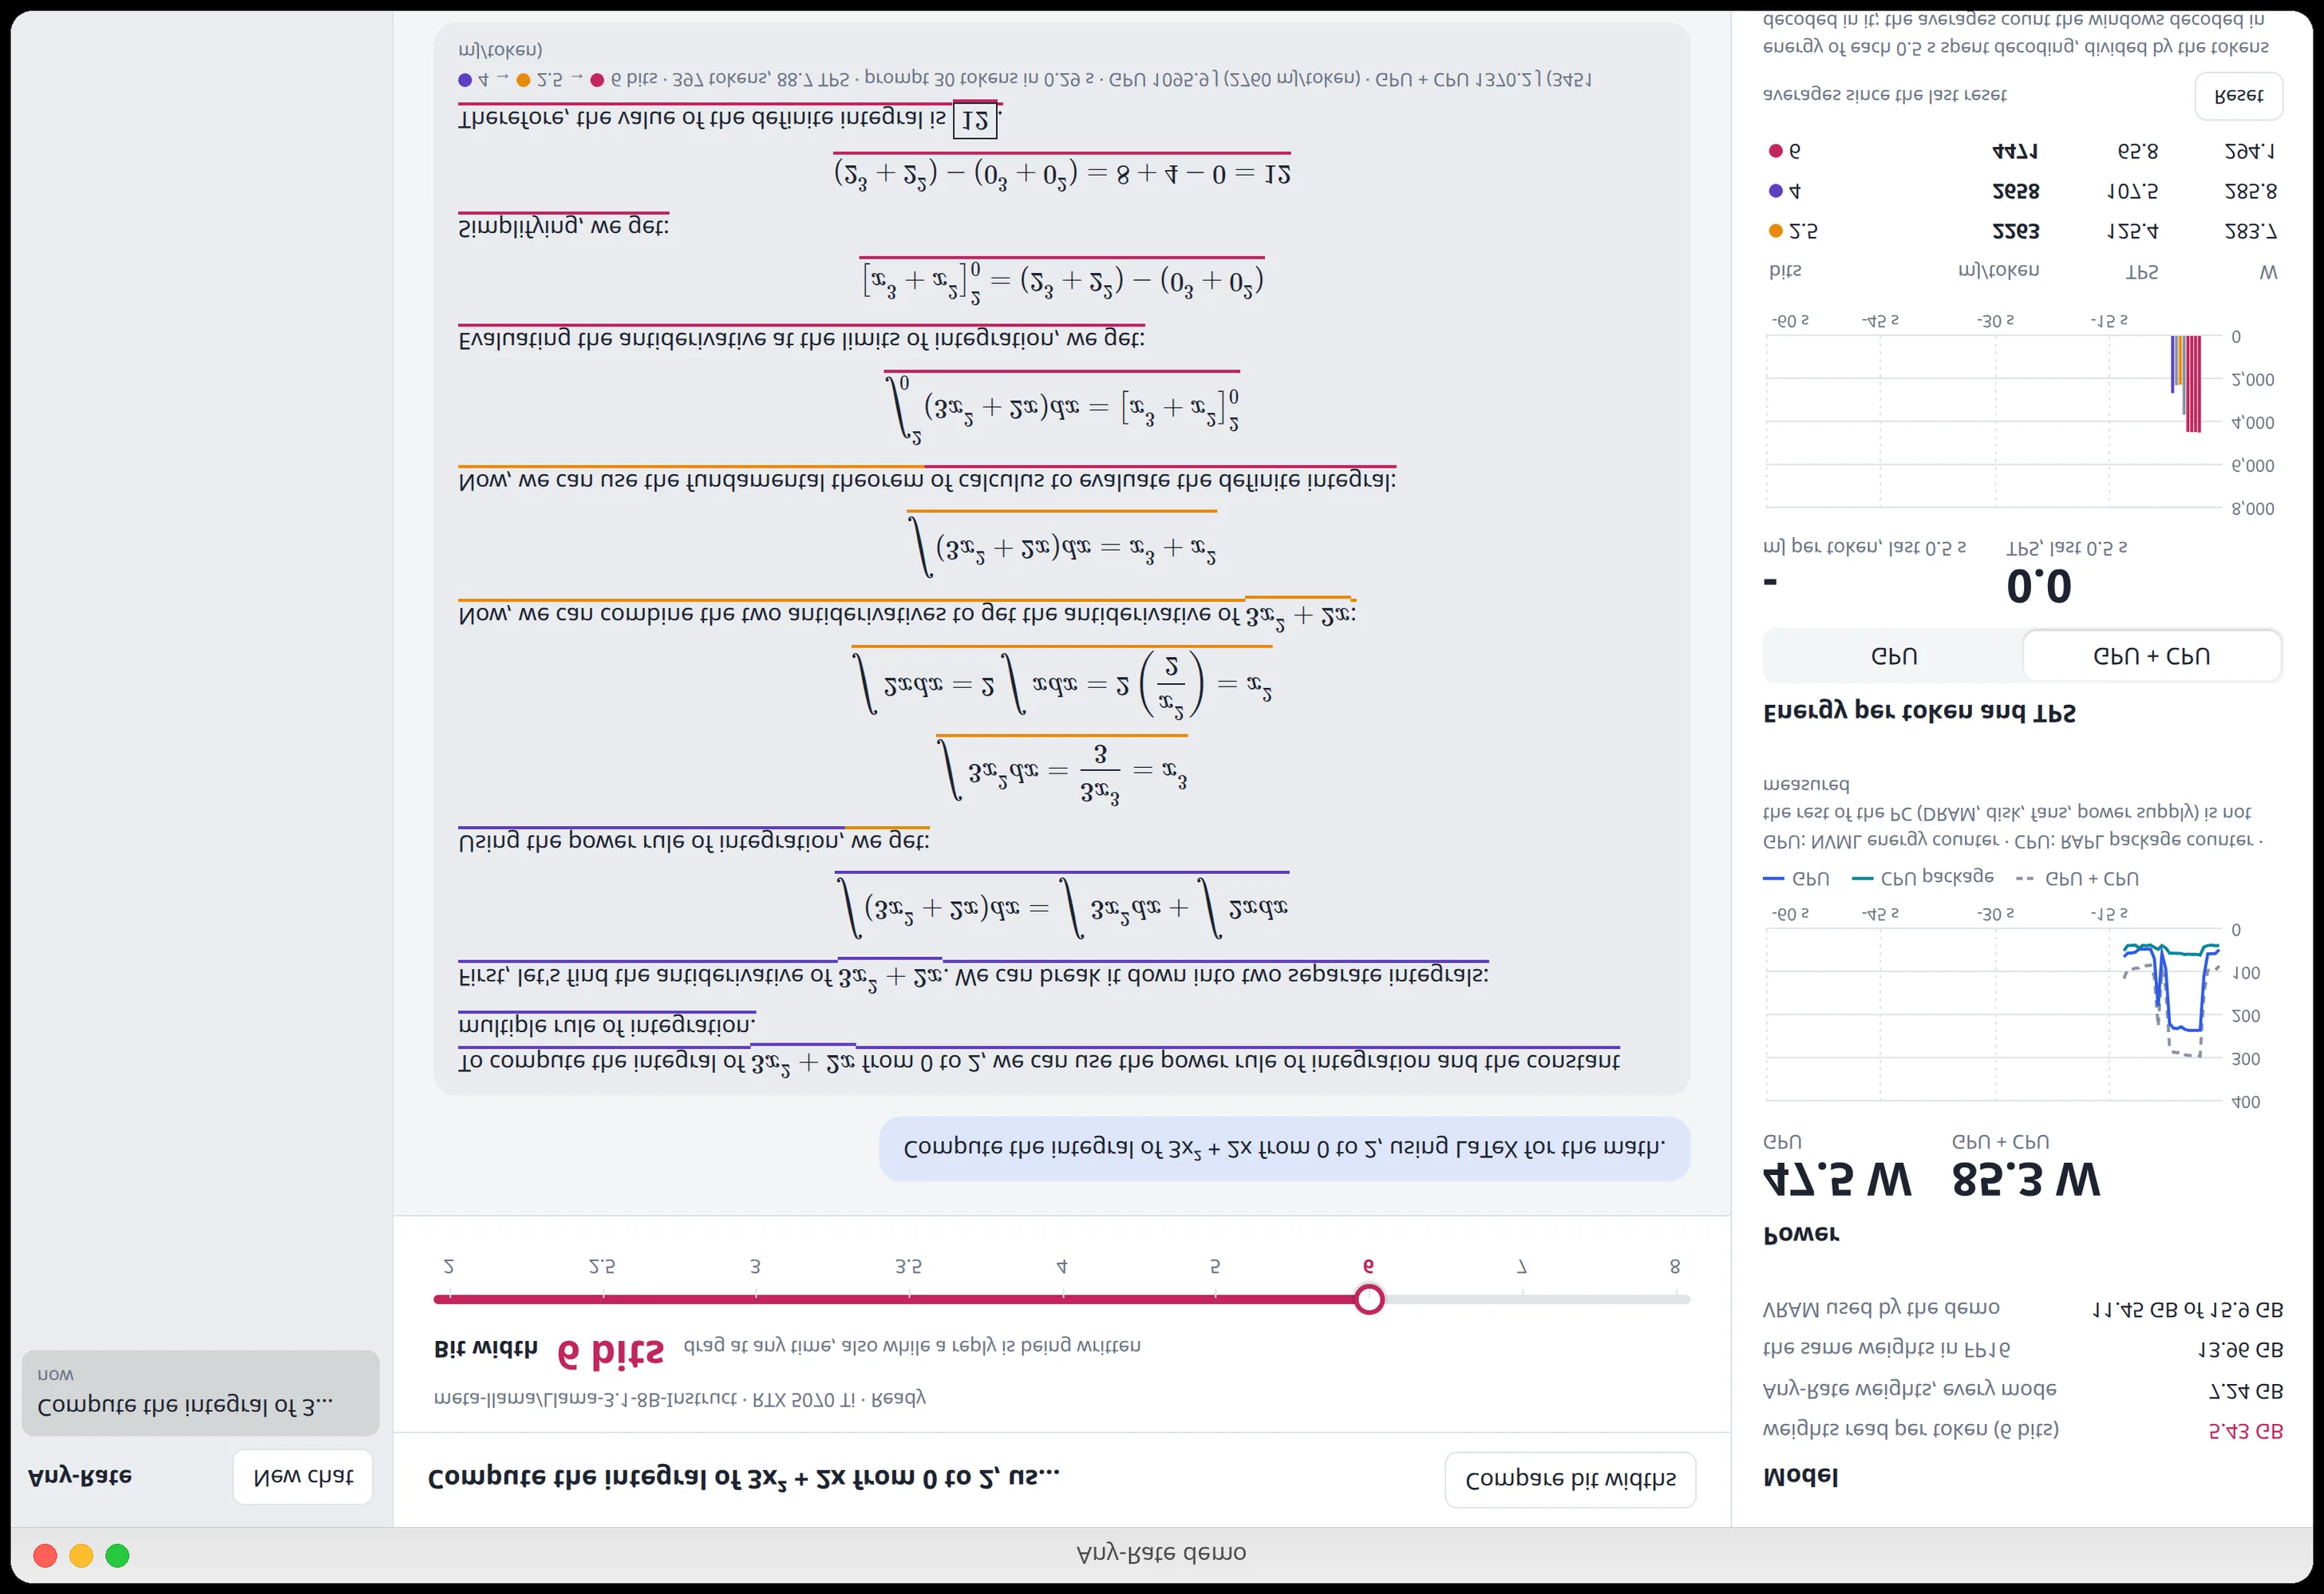 Any-Rate demo
Any-Rate
New chat
Compute the integral of 3...
now
Compute the integral of 3x² + 2x from 0 to 2, us...
Compare bit widths
meta-llama/Llama-3.1-8B-Instruct · RTX 5070 Ti · Ready
Bit width 6 bits drag at any time, also while a reply is being written
2 2.5 3 3.5 4 5 6 7 8
Compute the integral of 3x² + 2x from 0 to 2, using LaTeX for the math.
To compute the integral of 3x² + 2x from 0 to 2, we can use the power rule of integration and the constant
multiple rule of integration.
First, let's find the antiderivative of 3x² + 2x. We can break it down into two separate integrals:
∫(3x² + 2x)dx = ∫ 3x²dx + ∫ 2xdx
Using the power rule of integration, we get:
∫ 3x²dx = 3x³/3 = x³
∫ 2xdx = 2 ∫ xdx = 2 (x²/2) = x²
Now, we can combine the two antiderivatives to get the antiderivative of 3x² + 2x:
∫(3x² + 2x)dx = x³ + x²
Now, we can use the fundamental theorem of calculus to evaluate the definite integral:
∫₀² (3x² + 2x)dx = [x³ + x²]₀²
Evaluating the antiderivative at the limits of integration, we get:
[x³ + x²]₀² = (2³ + 2²) − (0³ + 0²)
Simplifying, we get:
(2³ + 2²) − (0³ + 0²) = 8 + 4 − 0 = 12
Therefore, the value of the definite integral is 12.
4 → 2.5 → 6 bits · 397 tokens, 88.7 TPS · prompt 30 tokens in 0.29 s · GPU 1095.9 J (2760 mJ/token) · GPU + CPU 1370.2 J (3451
mJ/token)
Model
weights read per token (6 bits) 5.43 GB
Any-Rate weights, every mode 7.24 GB
the same weights in FP16 13.96 GB
VRAM used by the demo 11.45 GB of 15.9 GB
Power
47.5 W 85.3 W
GPU GPU + CPU
400
300
200
100
0
-60 s -45 s -30 s -15 s
GPU CPU package GPU + CPU
GPU: NVML energy counter · CPU: RAPL package counter ·
the rest of the PC (DRAM, disk, fans, power supply) is not
measured
Energy per token and TPS
GPU GPU + CPU
- 0.0
mJ per token, last 0.5 s TPS, last 0.5 s
8,000
6,000
4,000
2,000
0
-60 s -45 s -30 s -15 s
bits mJ/token TPS W
2.5 2263 125.4 283.7
4 2658 107.5 285.8
6 4471 65.8 294.1
averages since the last reset Reset
energy of each 0.5 s spent decoding, divided by the tokens
decoded in it; the averages count the windows decoded in